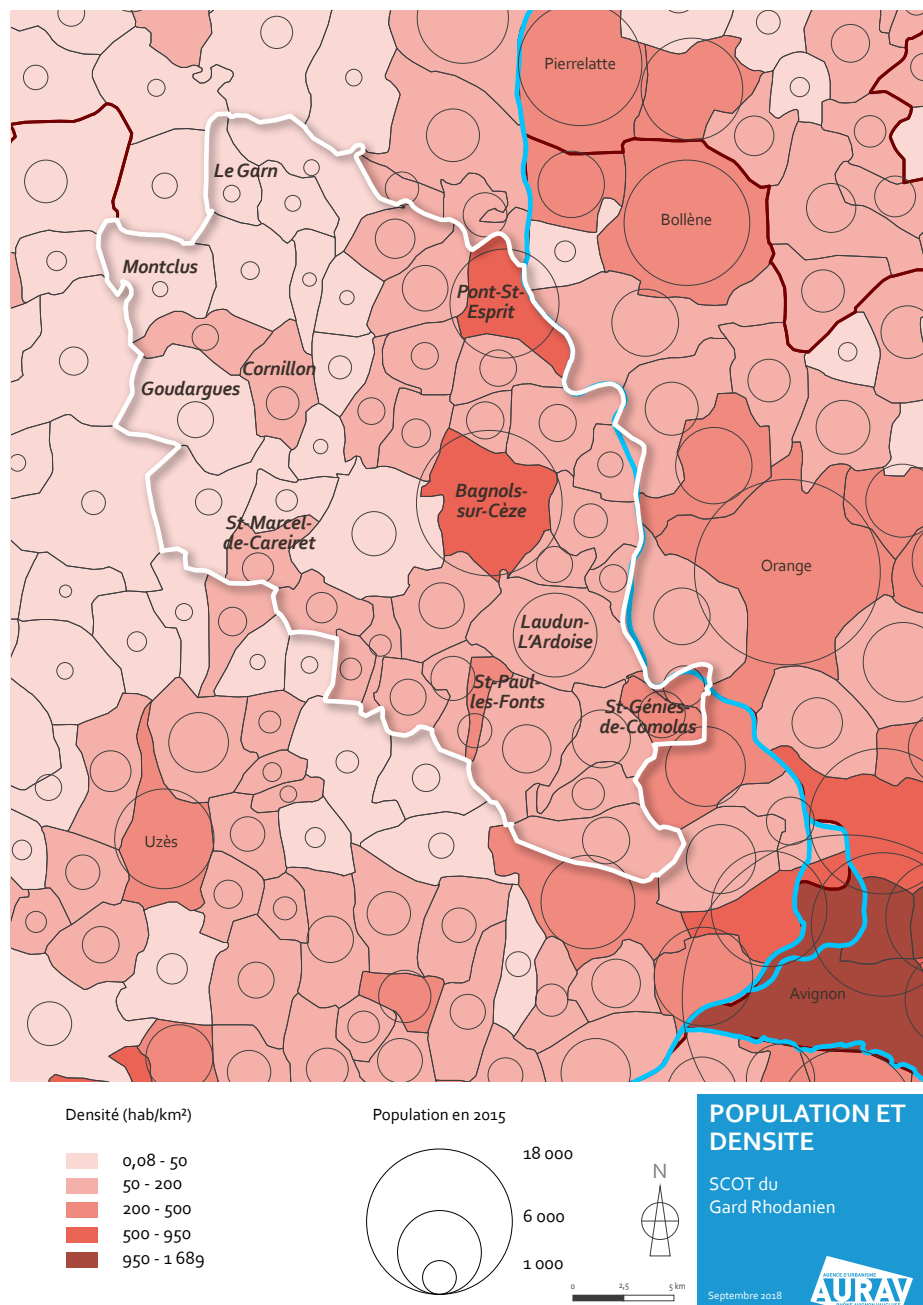 Pierrelatte
Le Garn
Bollène
Montclus
Pont-St-
Esprit
Cornillon
Goudargues
Bagnols-
sur-Cèze
St-Marcel-
de-Careiret
Orange
Laudun-
L'Ardoise
St-Paul-
les-Fonts
St-Génies-
de-Comolas
Uzès
Avignon
Densité (hab/km²)
0,08 - 50
50 - 200
200 - 500
500 - 950
950 - 1 689
Population en 2015
18 000
6 000
1 000
N
0 2,5 5 km
POPULATION ET
DENSITE
SCOT du
Gard Rhodanien
Septembre 2018
AGENCE D'URBANISME
AURAV